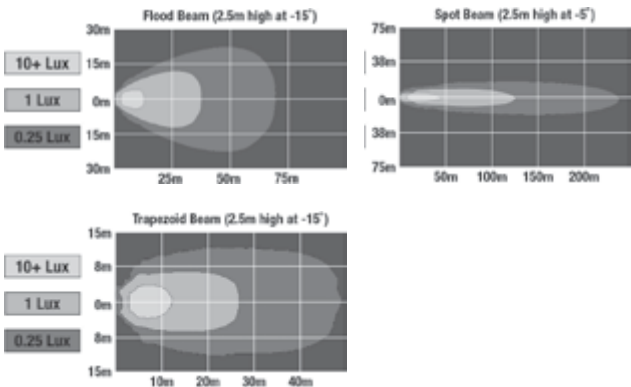 Flood Beam (2.5m high at -15°)
30m
15m
0m
15m
30m
25m
50m
75m
10+ Lux
1 Lux
0.25 Lux
Spot Beam (2.5m high at -5°)
75m
38m
0m
38m
75m
50m
100m
150m
200m
Trapezoid Beam (2.5m high at -15°)
15m
8m
0m
8m
15m
10m
20m
30m
40m
10+ Lux
1 Lux
0.25 Lux